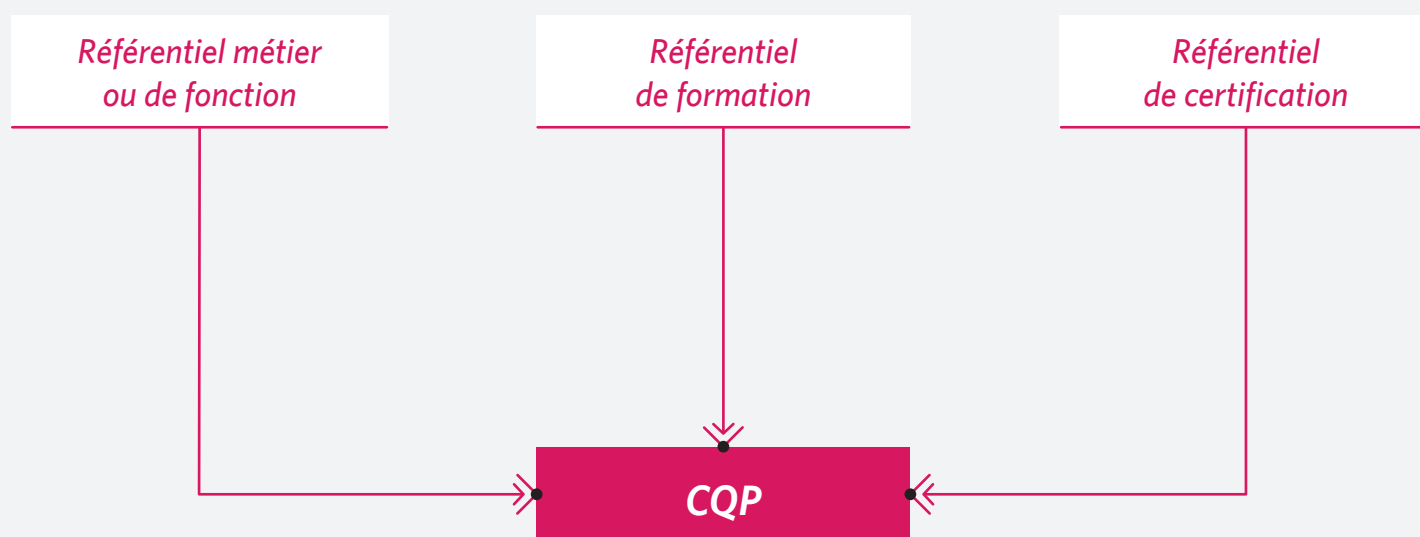 Référentiel métier
ou de fonction
Référentiel
de formation
Référentiel
de certification
CQP